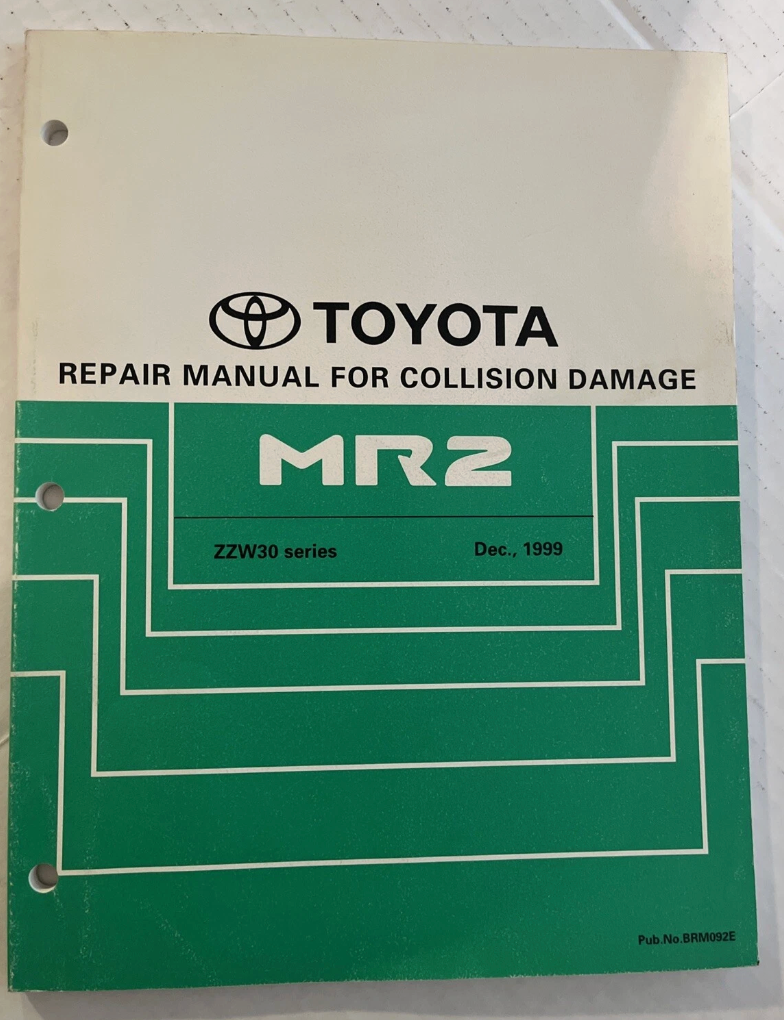 TOYOTA
REPAIR MANUAL FOR COLLISION DAMAGE
MR2
ZZW30 series Dec., 1999
Pub.No.BRM092E